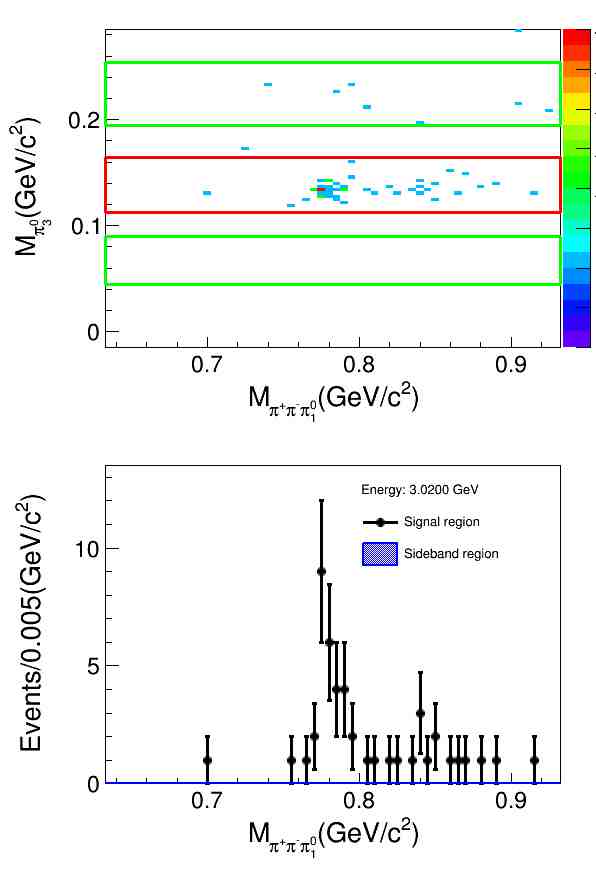 M_{π^0_3}(GeV/c^2)
0.2
0.1
0
0.7 0.8 0.9
M_{π^+π^-π^0_1}(GeV/c^2)
Events/0.005(GeV/c^2)
10
5
0
Energy: 3.0200 GeV
Signal region
Sideband region
0.7 0.8 0.9
M_{π^+π^-π^0_1}(GeV/c^2)